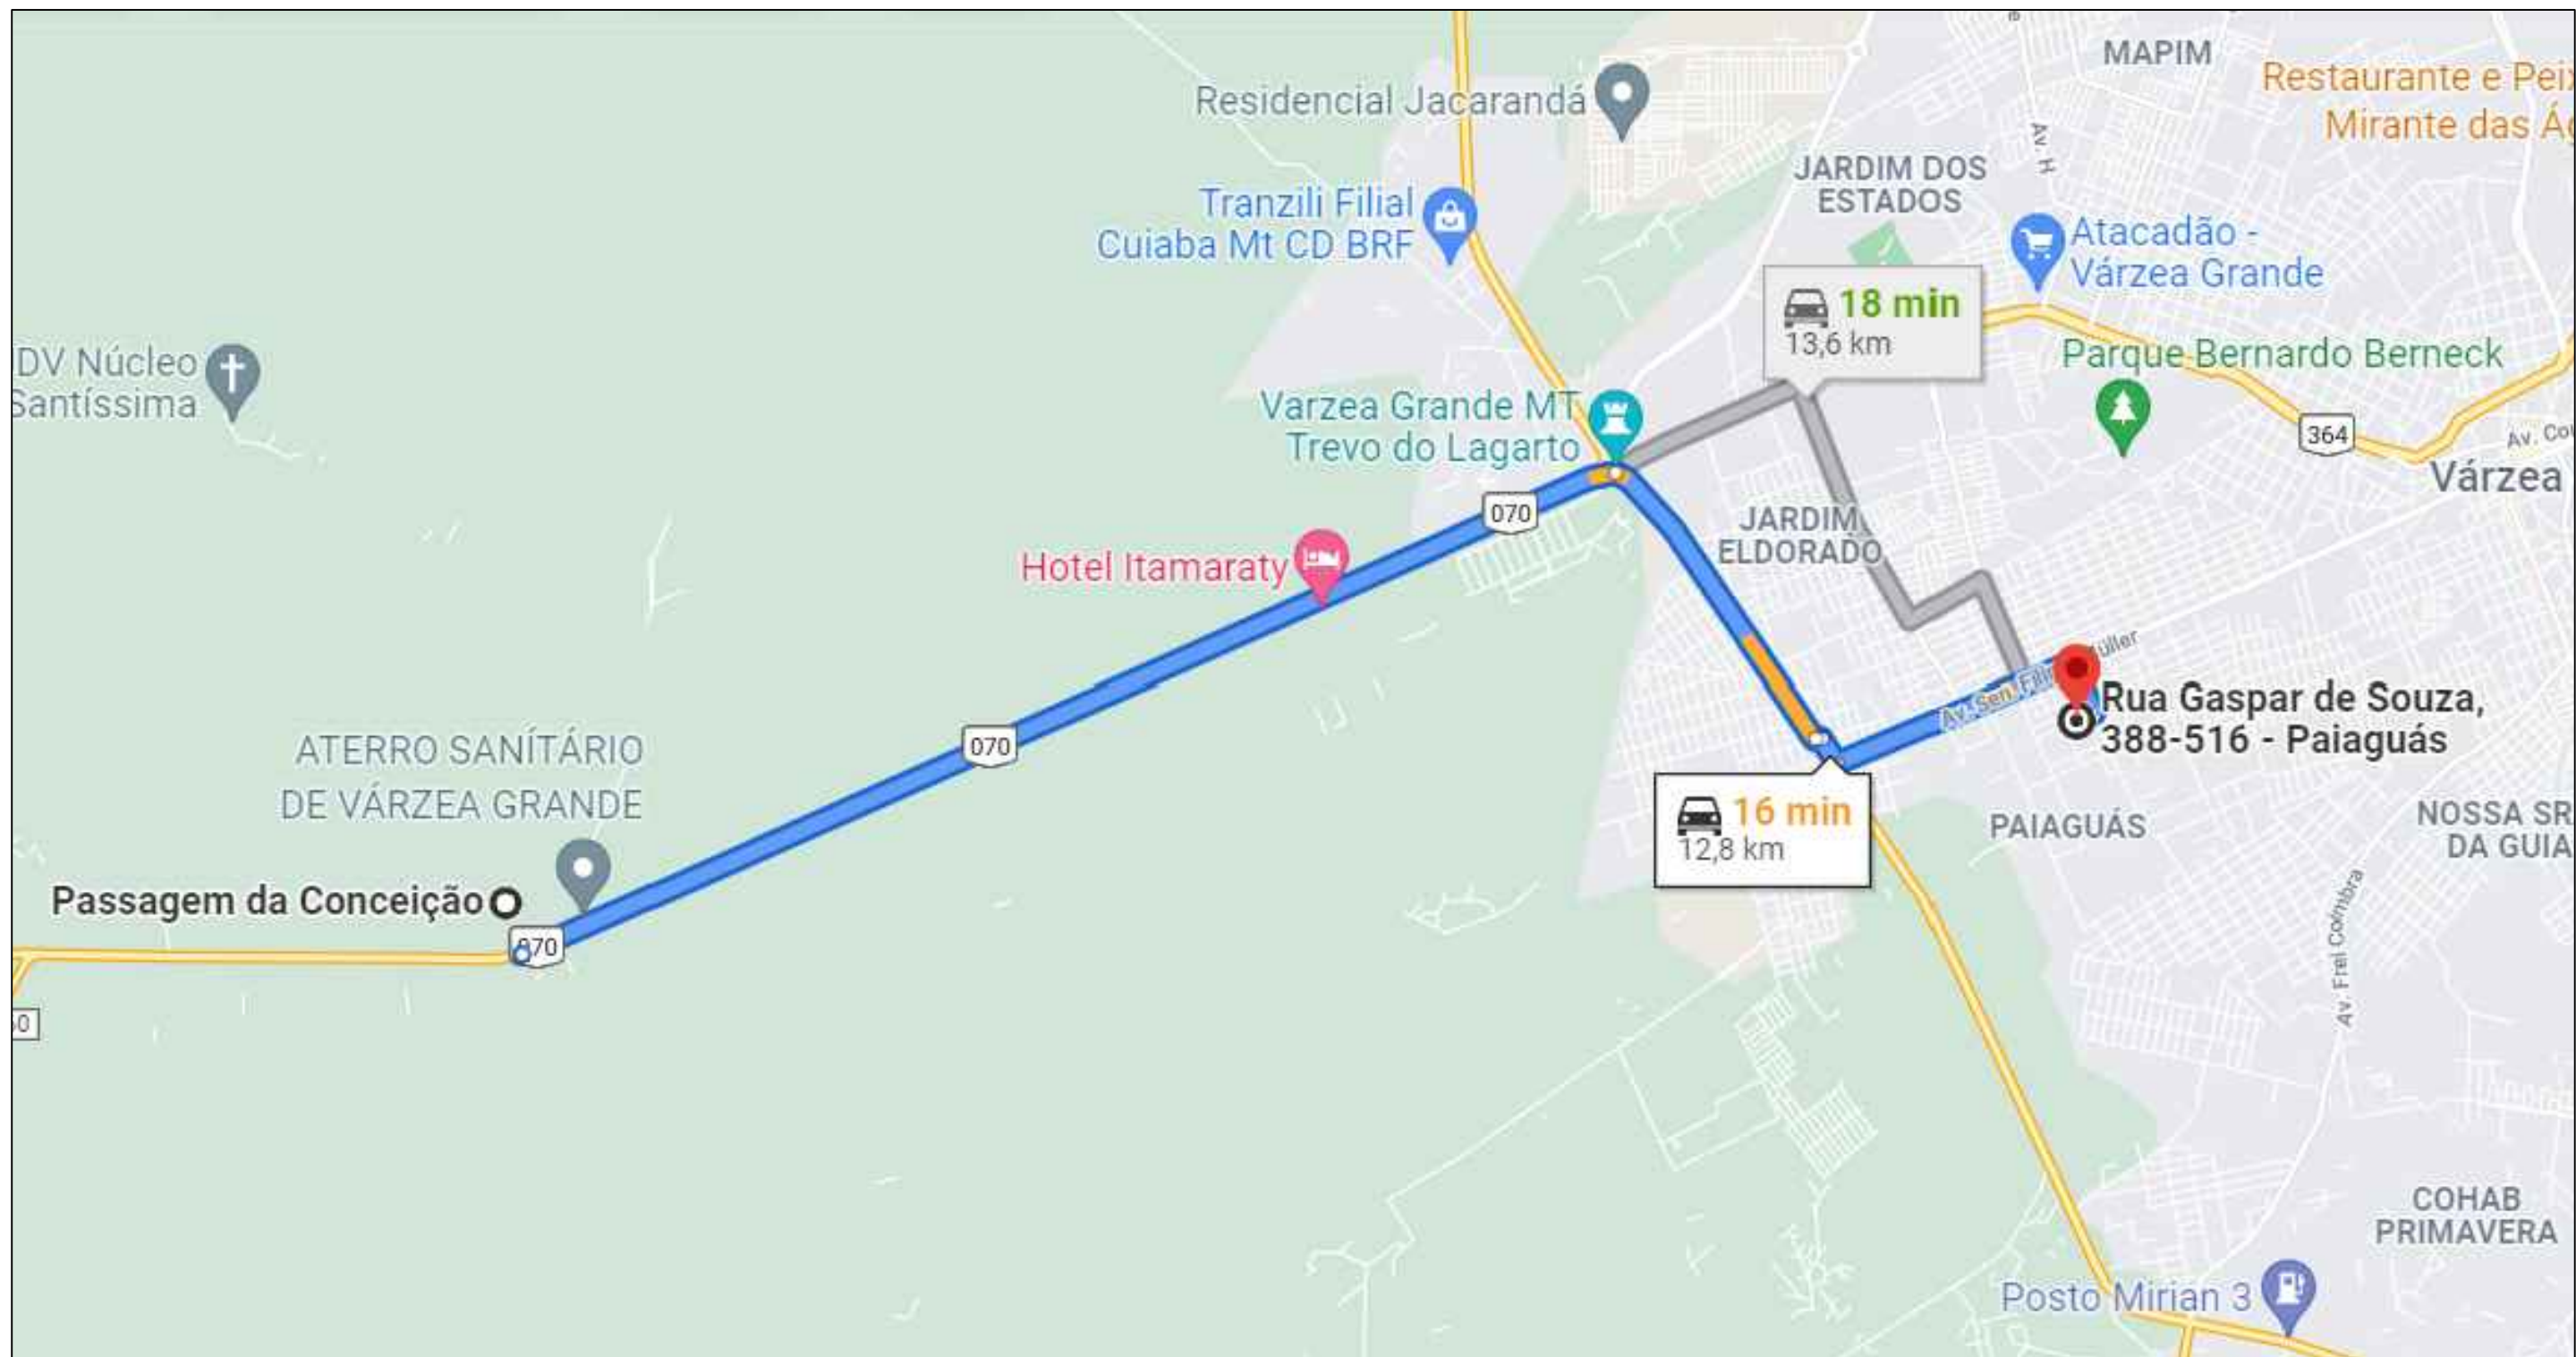 MAPIM
Restaurante e Pei
Mirante das Á
Residencial Jacarandá
Av. H
JARDIM DOS
ESTADOS
Tranzili Filial
Cuiaba Mt CD BRF
Atacadão -
Várzea Grande
18 min
13,6 km
Parque Bernardo Berneck
DV Núcleo
Santíssima
Varzea Grande MT
Trevo do Lagarto
364
Av. Co
Várzea
070
JARDIM
ELDORADO
Hotel Itamaraty
Av. Sen. Fili
üller
Rua Gaspar de Souza,
388-516 - Paiaguás
070
ATERRO SANÍTÁRIO
DE VÁRZEA GRANDE
16 min
12,8 km
PAIAGUÁS
NOSSA SR
DA GUIA
Passagem da Conceição
070
Av. Frei Coimbra
60
COHAB
PRIMAVERA
Posto Mirian 3